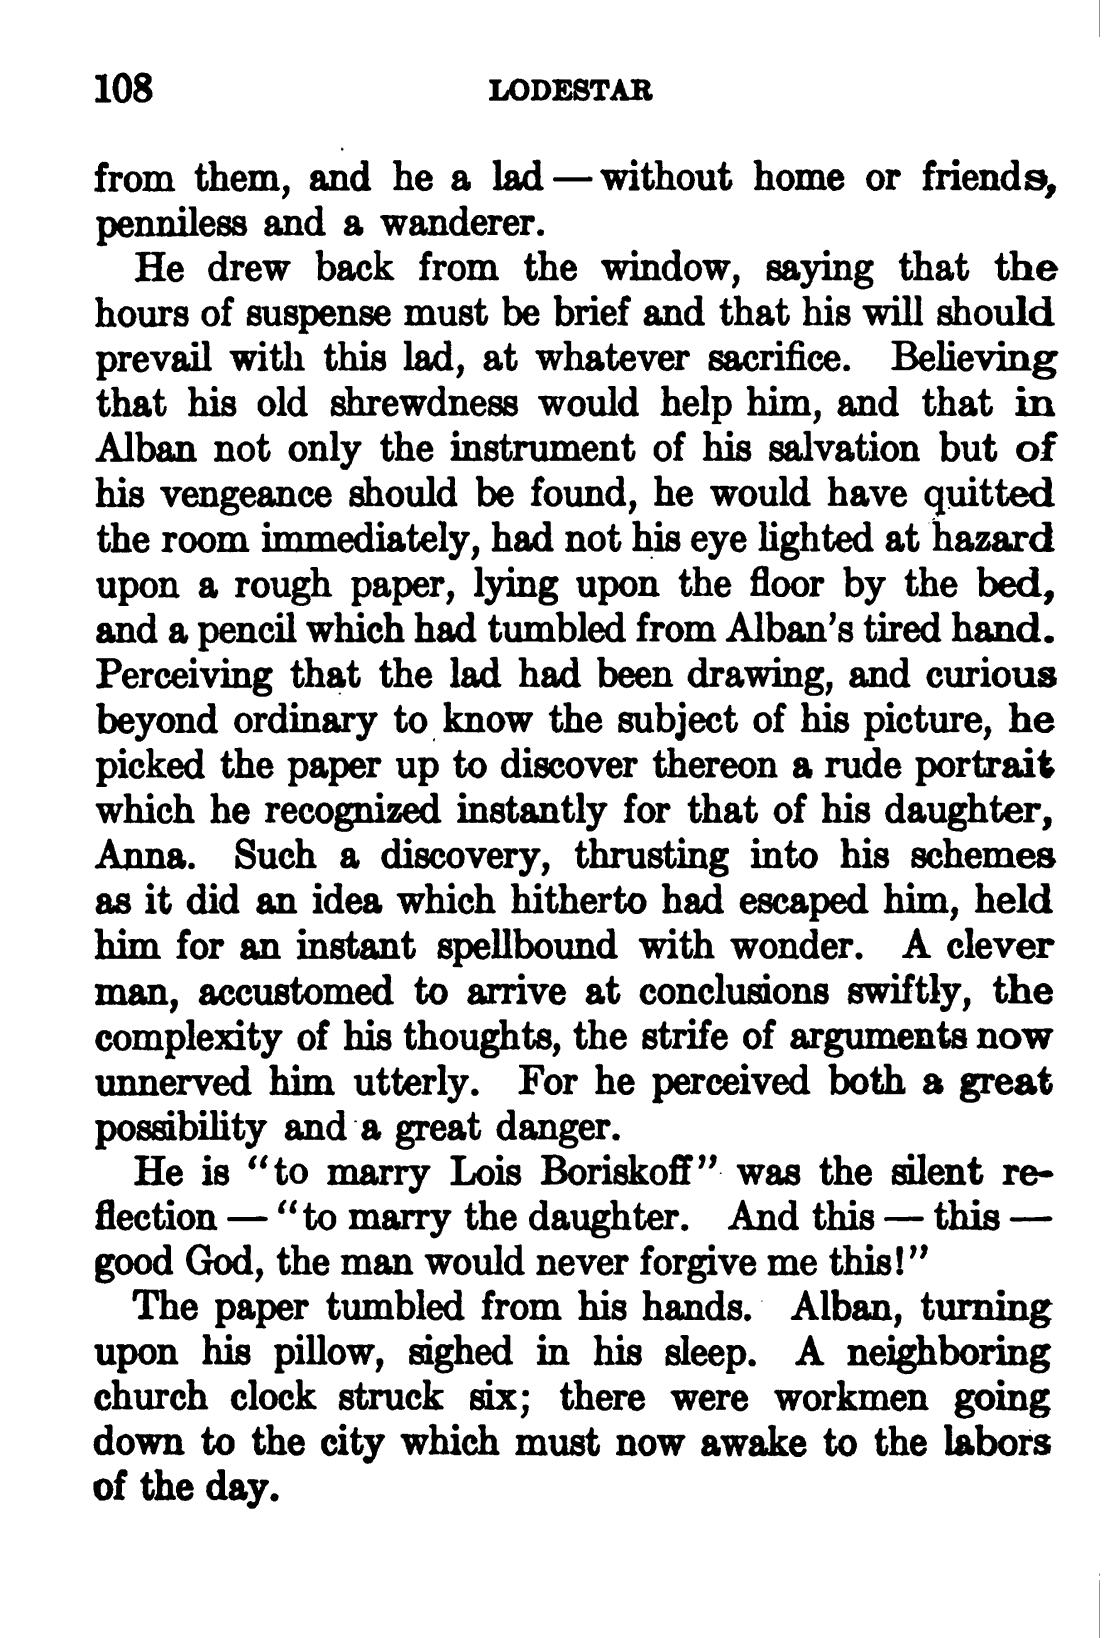 108 LODESTAR
from them, and he a lad — without home or friends,
penniless and a wanderer.
He drew back from the window, saying that the
hours of suspense must be brief and that his will should
prevail with this lad, at whatever sacrifice. Believing
that his old shrewdness would help him, and that in
Alban not only the instrument of his salvation but of
his vengeance should be found, he would have quitted
the room immediately, had not his eye lighted at hazard
upon a rough paper, lying upon the floor by the bed,
and a pencil which had tumbled from Alban's tired hand.
Perceiving that the lad had been drawing, and curious
beyond ordinary to know the subject of his picture, he
picked the paper up to discover thereon a rude portrait
which he recognized instantly for that of his daughter,
Anna. Such a discovery, thrusting into his schemes
as it did an idea which hitherto had escaped him, held
him for an instant spellbound with wonder. A clever
man, accustomed to arrive at conclusions swiftly, the
complexity of his thoughts, the strife of arguments now
unnerved him utterly. For he perceived both a great
possibility and a great danger.
He is "to marry Lois Boriskoff" was the silent re-
flection — "to marry the daughter. And this — this —
good God, the man would never forgive me this!"
The paper tumbled from his hands. Alban, turning
upon his pillow, sighed in his sleep. A neighboring
church clock struck six; there were workmen going
down to the city which must now awake to the labors
of the day.